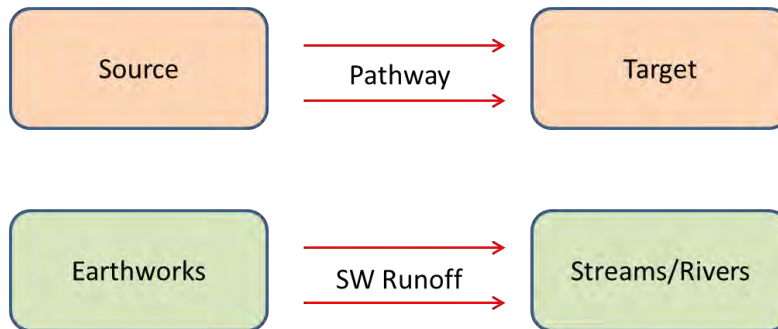 Source
Pathway
Target
Earthworks
SW Runoff
Streams/Rivers